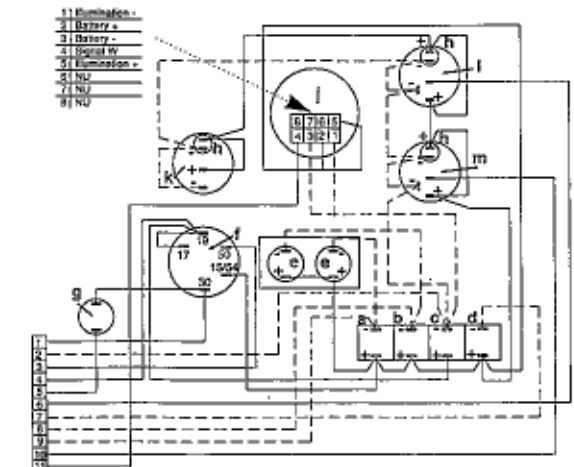 1 Illumination -
2 Battery +
3 Battery -
4 Signal W
5 Illumination +
6 NU
7 NU
8 NU
+ h
i
l
8 7 6 5
4 3 2 1
+ h
h
m
k
19 f
17 50
15/54
30
g
e e
a b c d
1
2
3
4
5
6
7
8
9
10
11